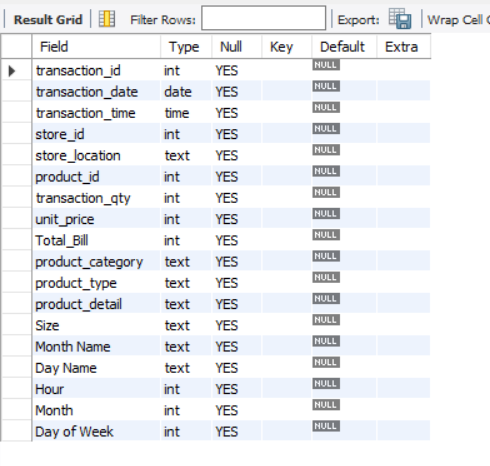 Result Grid Filter Rows: Export: Wrap Cell C
Field Type Null Key Default Extra
transaction_id int YES NULL
transaction_date date YES NULL
transaction_time time YES NULL
store_id int YES NULL
store_location text YES NULL
product_id int YES NULL
transaction_qty int YES NULL
unit_price int YES NULL
Total_Bill int YES NULL
product_category text YES NULL
product_type text YES NULL
product_detail text YES NULL
Size text YES NULL
Month Name text YES NULL
Day Name text YES NULL
Hour int YES NULL
Month int YES NULL
Day of Week int YES NULL